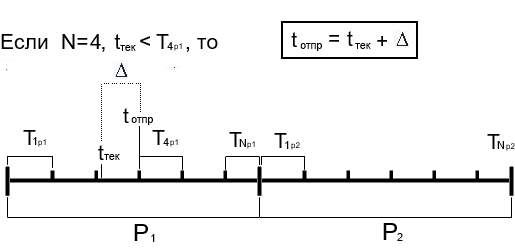 Если N=4, tтек < T4р1, то
tотпр = tтек + Δ
Δ
tотпр
T1р1 T4р1 TNр1 T1р2 TNр2
tтек
P1 P2